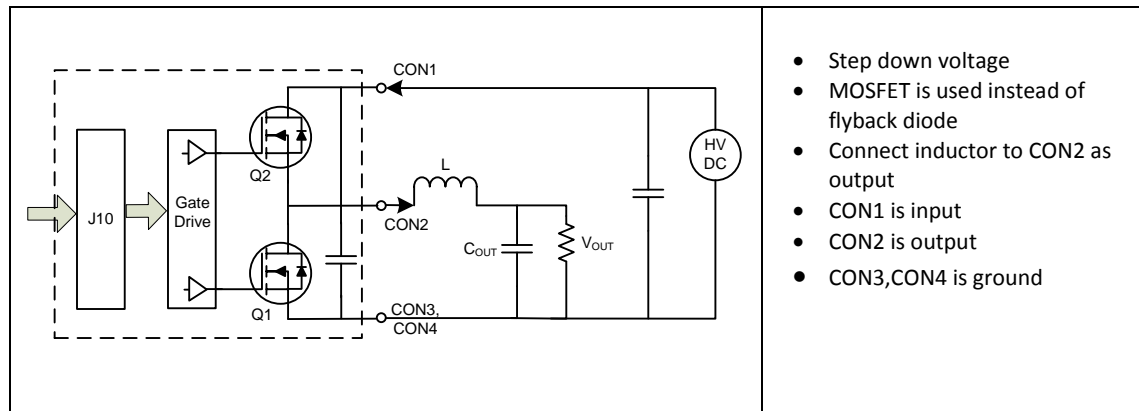 CON1
HV
DC
Q2
L
J10
Gate
Drive
CON2
COUT
VOUT
Q1
CON3,
CON4
• Step down voltage
• MOSFET is used instead of
flyback diode
• Connect inductor to CON2 as
output
• CON1 is input
• CON2 is output
• CON3,CON4 is ground